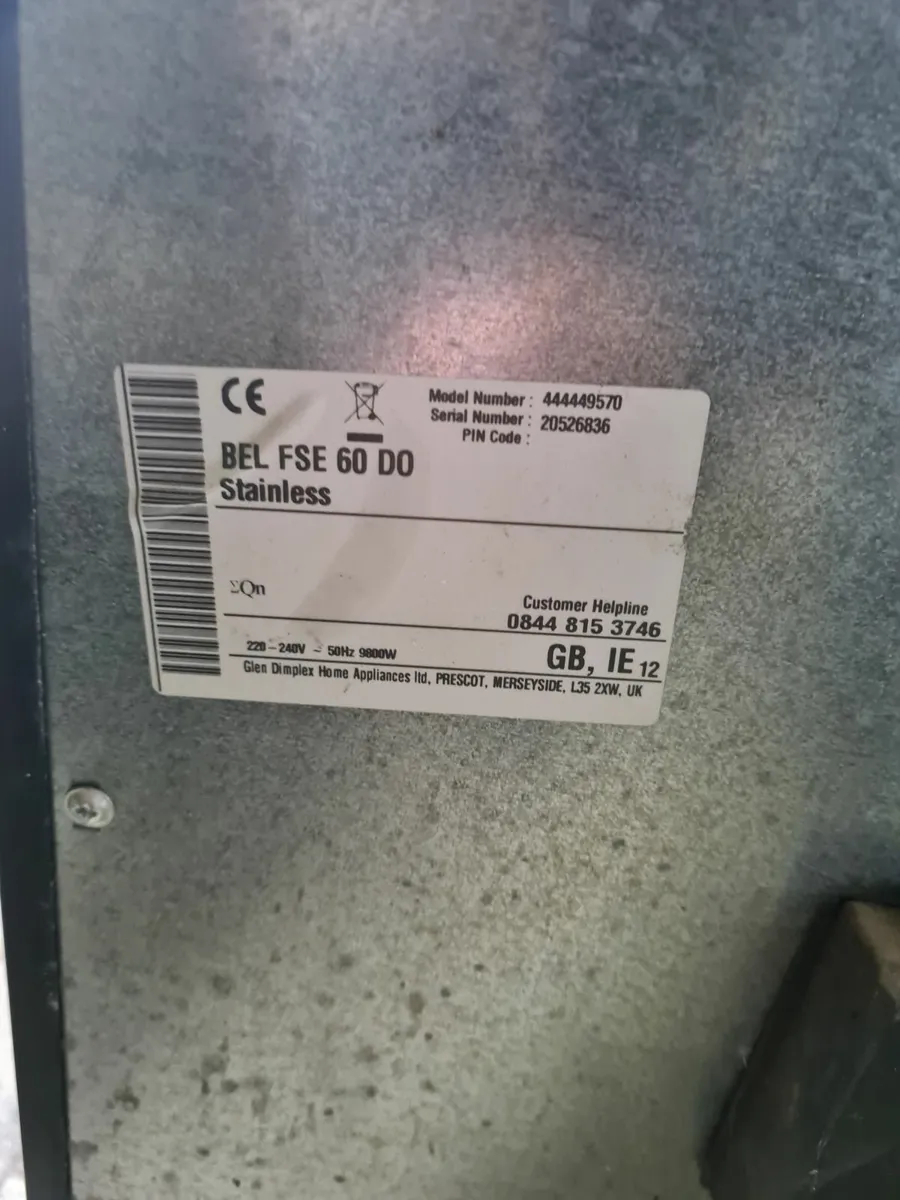 CE
Model Number : 444449570
Serial Number : 20526836
PIN Code :
BEL FSE 60 DO
Stainless
ΣQn
Customer Helpline
0844 815 3746
220-240V ~ 50Hz 9800W
GB, IE 12
Glen Dimplex Home Appliances ltd, PRESCOT, MERSEYSIDE, L35 2XW, UK